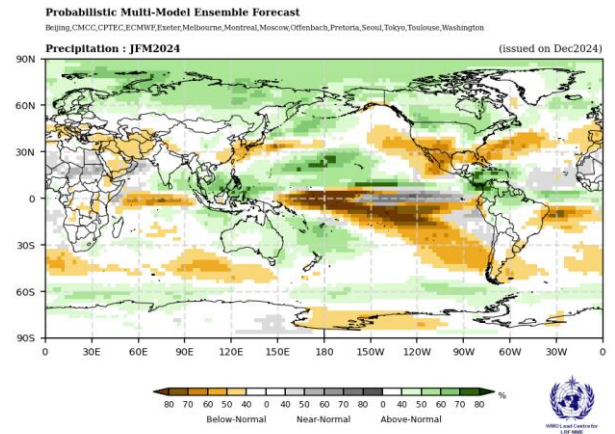 Probabilistic Multi-Model Ensemble Forecast
Beijing,CMCC,CPTEC,ECMWF,Exeter,Melbourne,Montreal,Moscow,Offenbach,Pretoria,Seoul,Tokyo,Toulouse,Washington
Precipitation : JFM2024 (issued on Dec2024)
90N
60N
30N
0
30S
60S
90S
0 30E 60E 90E 120E 150E 180 150W 120W 90W 60W 30W 0
80 70 60 50 40 0 40 50 60 70 80 0 40 50 60 70 80 %
Below-Normal Near-Normal Above-Normal
WMO Lead Centre for
LRF MME